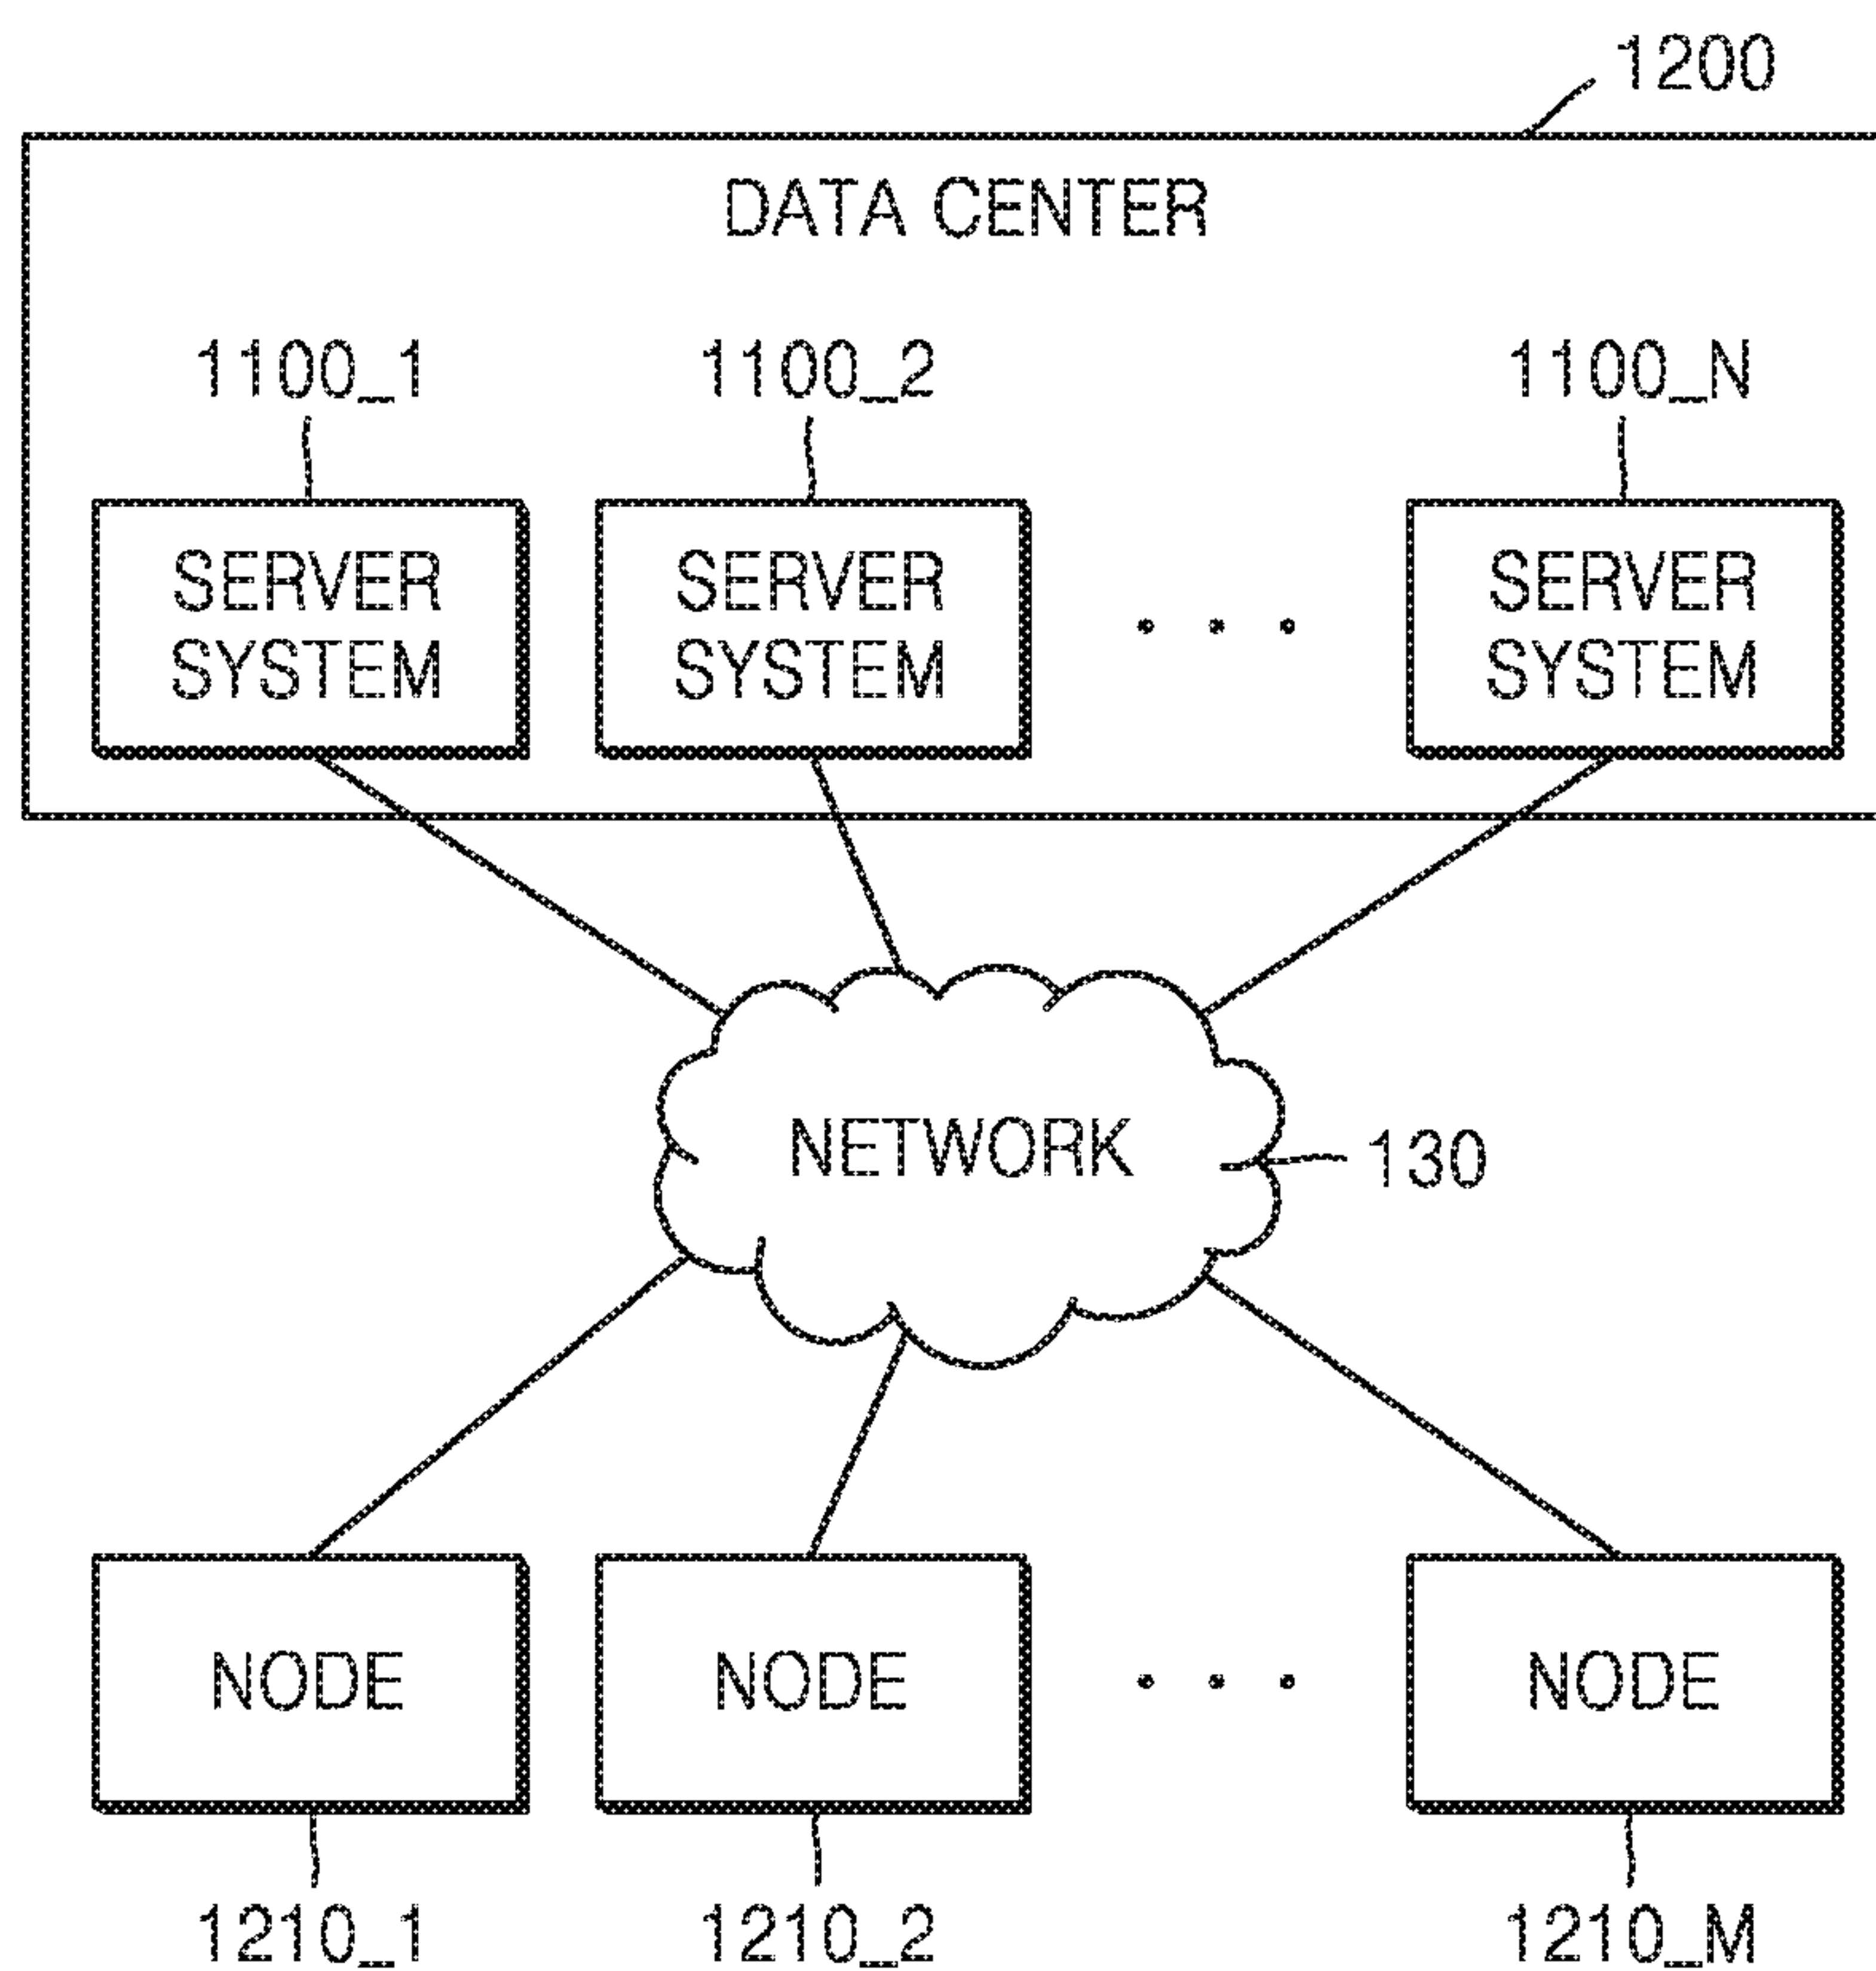 1200
DATA CENTER
1100_1
1100_2
1100_N
SERVER
SYSTEM
SERVER
SYSTEM
SERVER
SYSTEM
NETWORK
130
NODE
NODE
NODE
1210_1
1210_2
1210_M